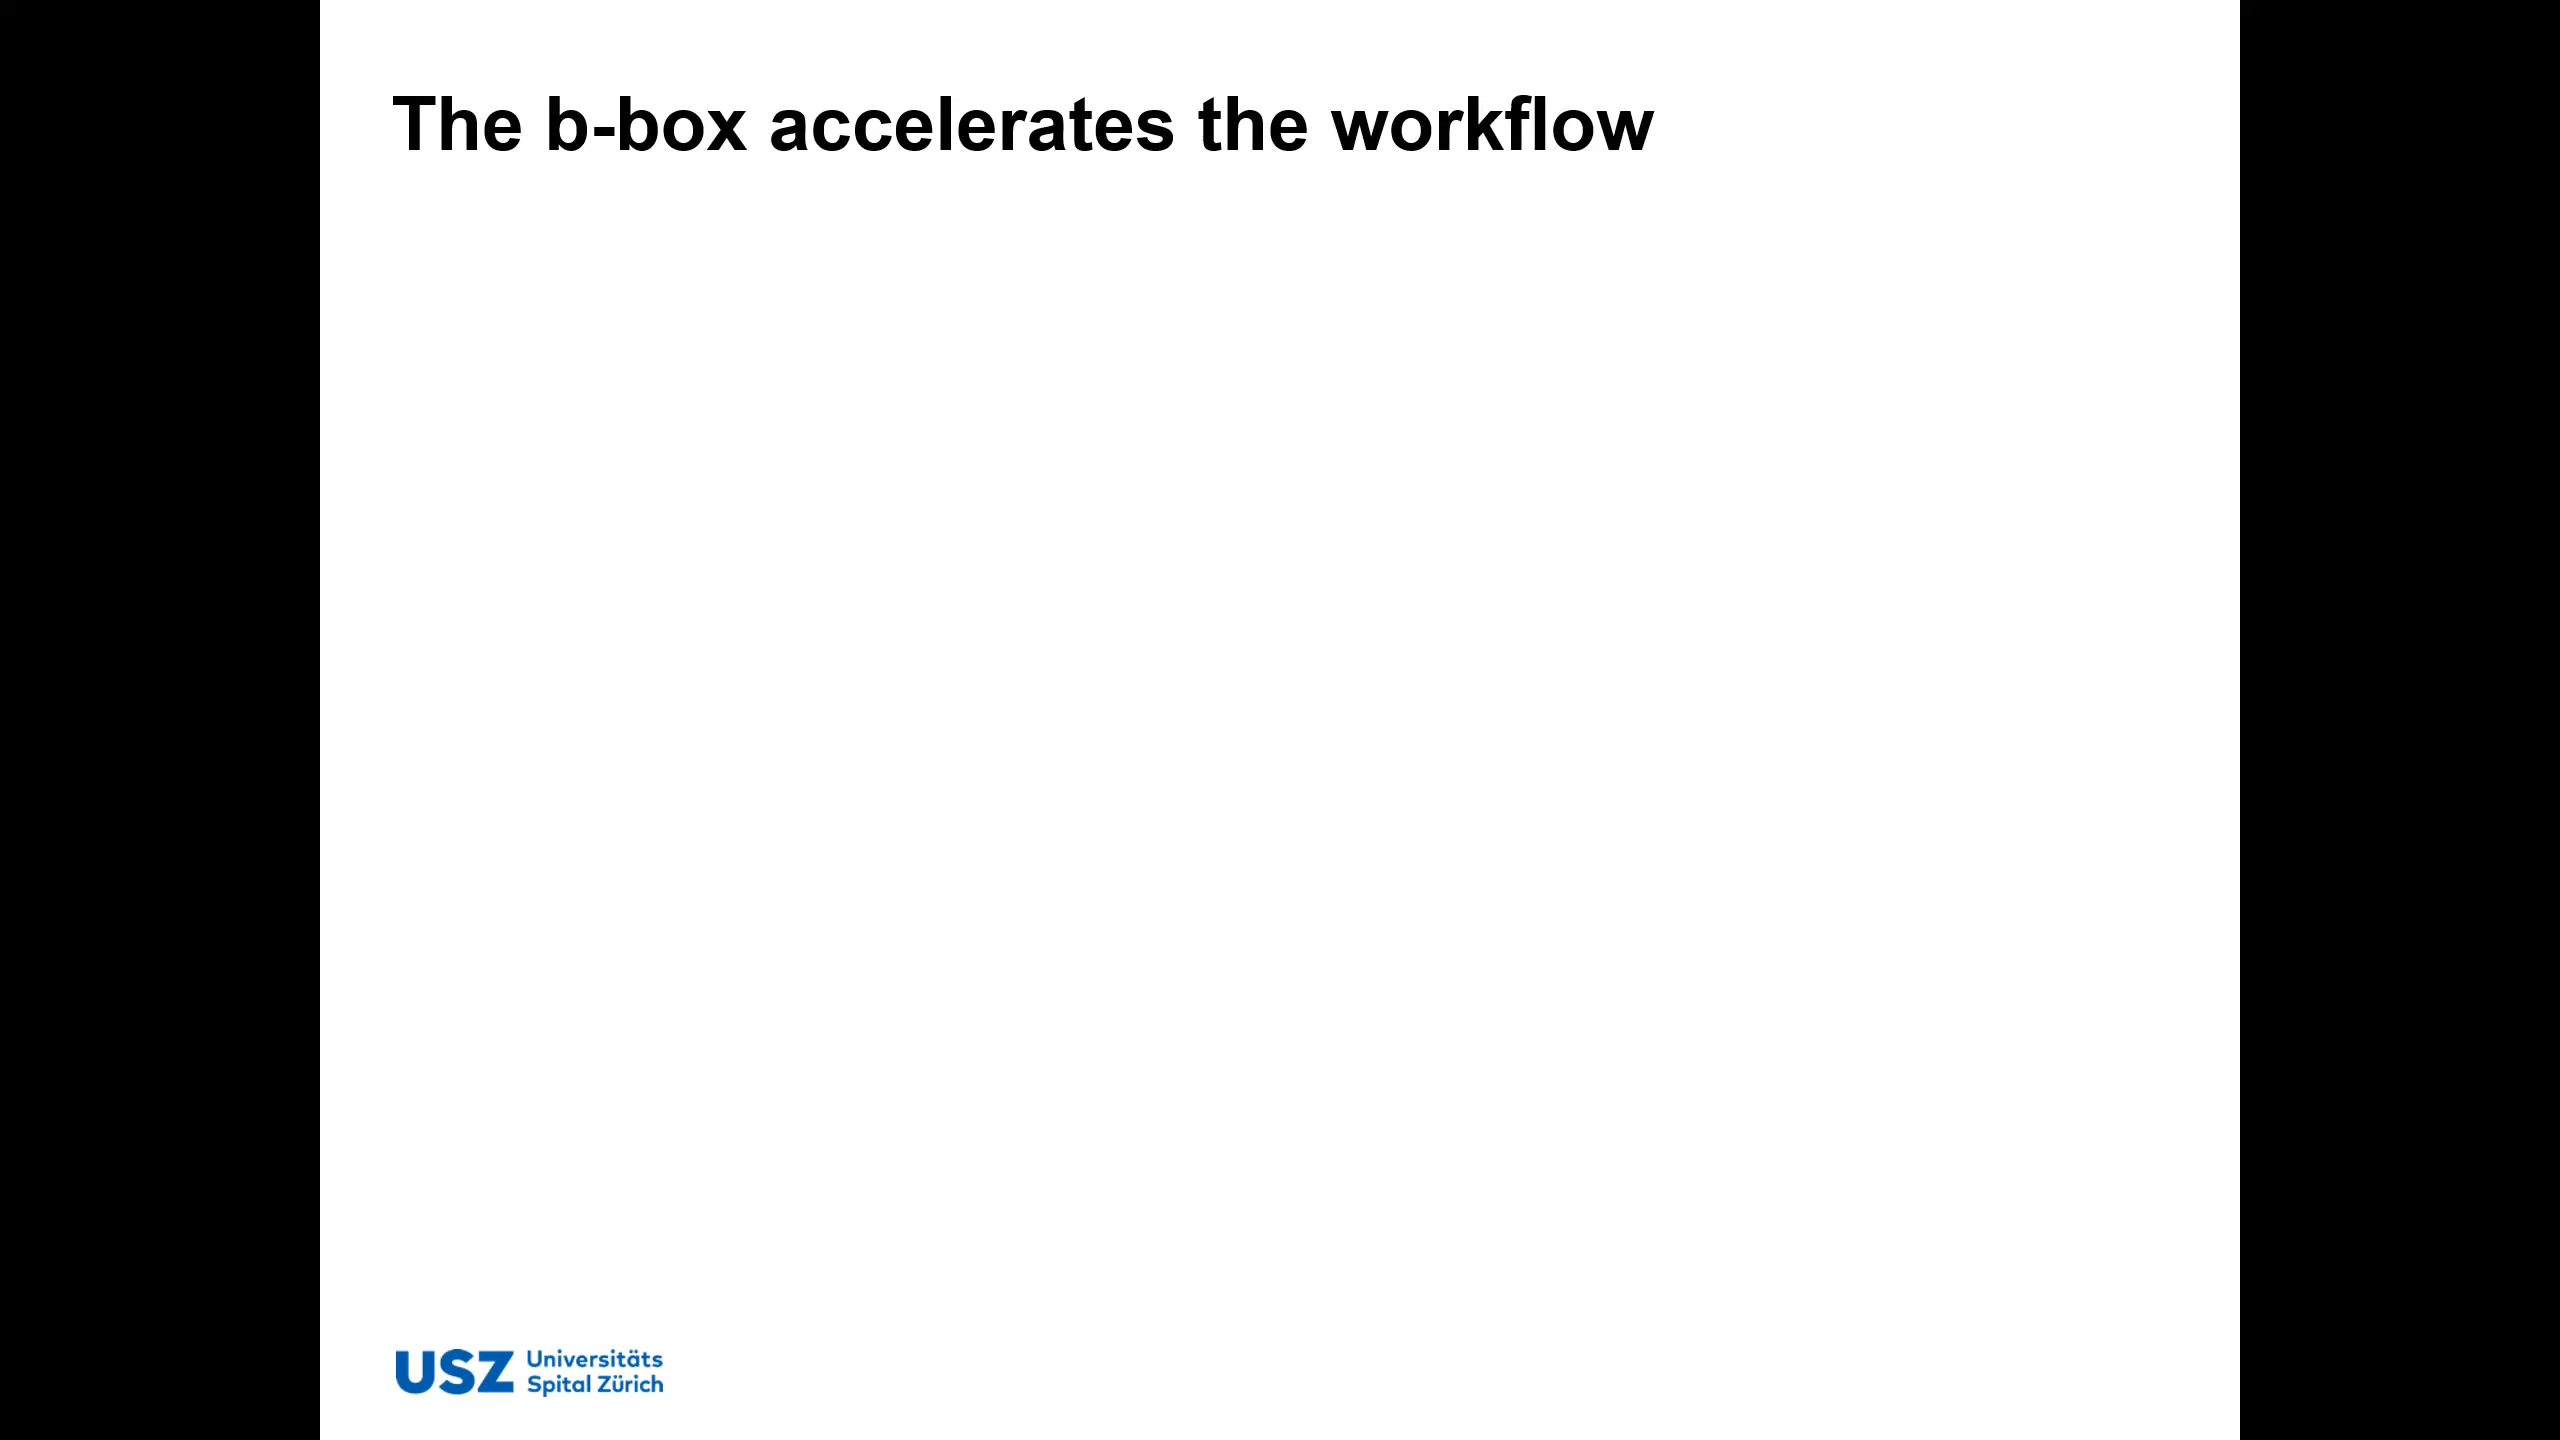 The b-box accelerates the workflow
USZ Universitäts
Spital Zürich